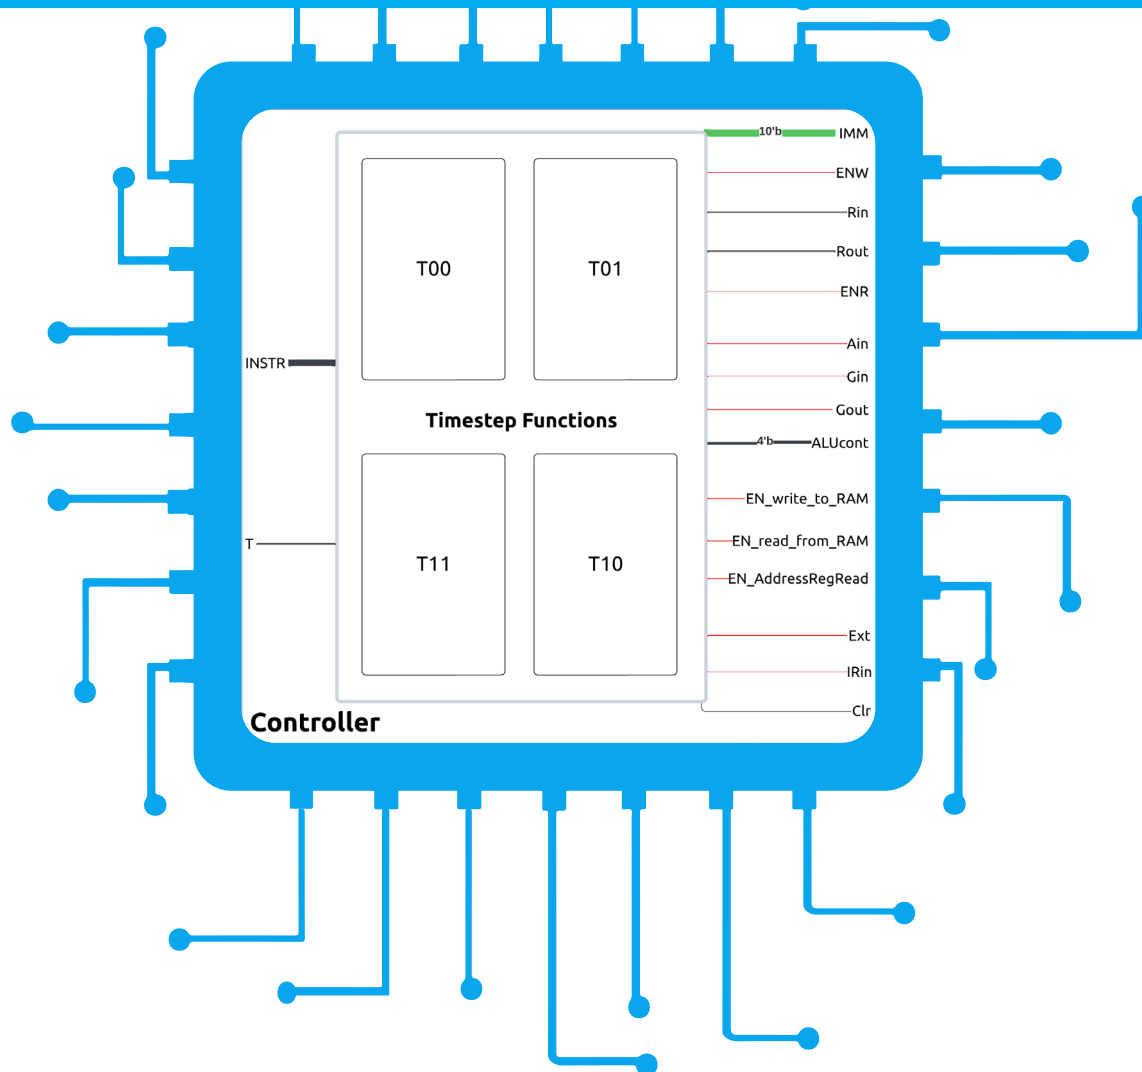 10'b IMM
ENW
Rin
Rout
ENR
Ain
Gin
Gout
4'b ALUcont
EN_write_to_RAM
EN_read_from_RAM
EN_AddressRegRead
Ext
IRin
Clr
INSTR
T
T00 T01
Timestep Functions
T11 T10
Controller